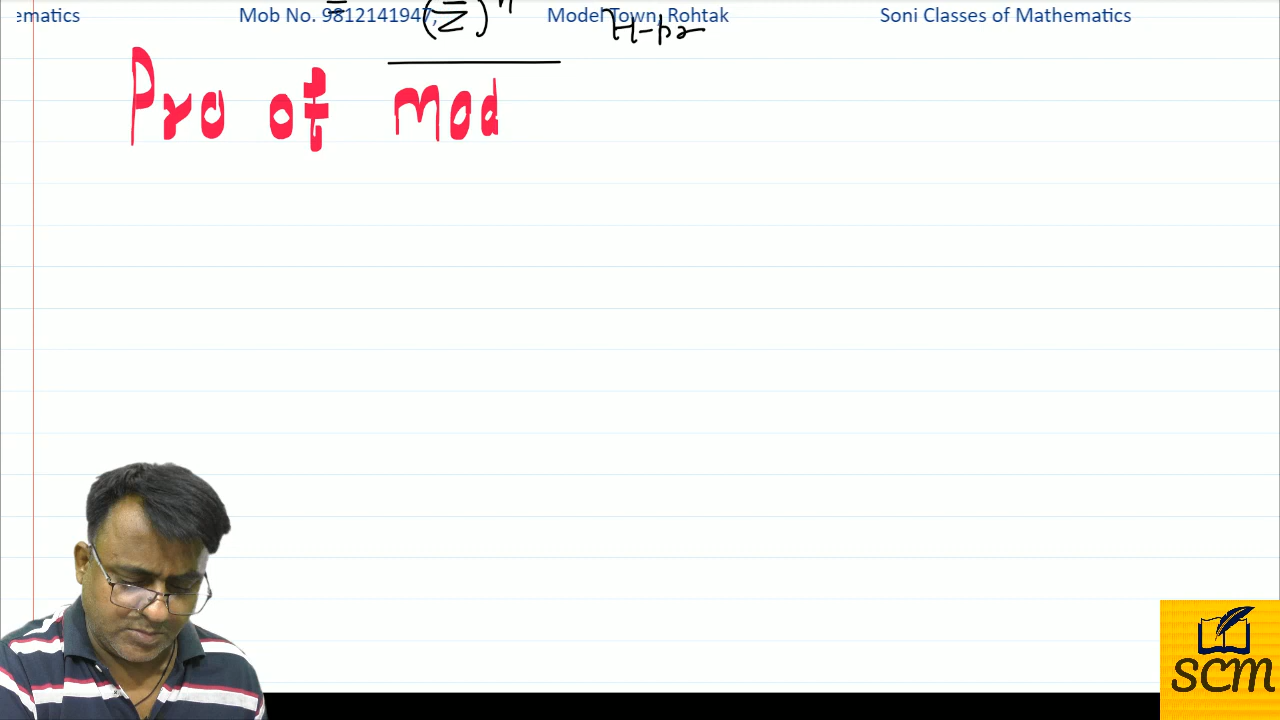 ematics Mob No. 9812141947, Model Town, Rohtak Soni Classes of Mathematics
= (z̄)ⁿ
Pro of mod
scm